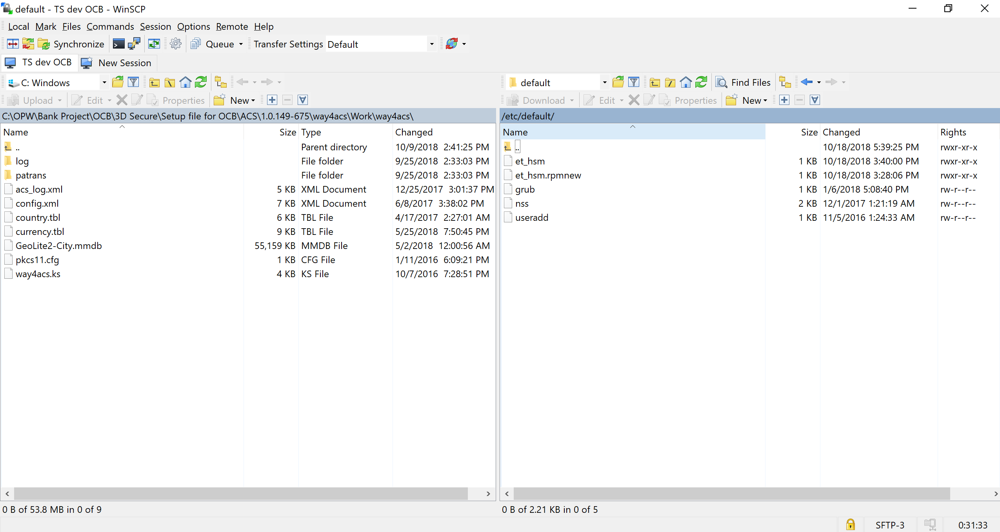 default - TS dev OCB - WinSCP
Local Mark Files Commands Session Options Remote Help
Synchronize Queue Transfer Settings Default
TS dev OCB New Session
C: Windows
default Find Files
Upload Edit Properties New
Download Edit Properties New
C:\OPW\Bank Project\OCB\3D Secure\Setup file for OCB\ACS\1.0.149-675\way4acs\Work\way4acs\
Name Size Type Changed
.. Parent directory 10/9/2018 2:41:25 PM
log File folder 9/25/2018 2:33:03 PM
patrans File folder 9/25/2018 2:33:03 PM
acs_log.xml 5 KB XML Document 12/25/2017 3:01:37 PM
config.xml 7 KB XML Document 6/8/2017 3:38:02 PM
country.tbl 6 KB TBL File 4/17/2017 2:27:01 AM
currency.tbl 9 KB TBL File 5/25/2018 7:50:45 PM
GeoLite2-City.mmdb 55,159 KB MMDB File 5/2/2018 12:00:56 AM
pkcs11.cfg 1 KB CFG File 1/11/2016 6:09:21 PM
way4acs.ks 4 KB KS File 10/7/2016 7:28:51 PM
0 B of 53.8 MB in 0 of 9
/etc/default/
Name Size Changed Rights
.. 10/18/2018 5:39:25 PM rwxr-xr-x
et_hsm 1 KB 10/18/2018 3:40:00 PM rwxr-xr-x
et_hsm.rpmnew 1 KB 10/18/2018 3:28:06 PM rwxr-xr-x
grub 1 KB 1/6/2018 5:08:40 PM rw-r--r--
nss 2 KB 12/1/2017 1:21:19 AM rw-r--r--
useradd 1 KB 11/5/2016 1:24:33 AM rw-r--r--
0 B of 2.21 KB in 0 of 5
SFTP-3 0:31:33